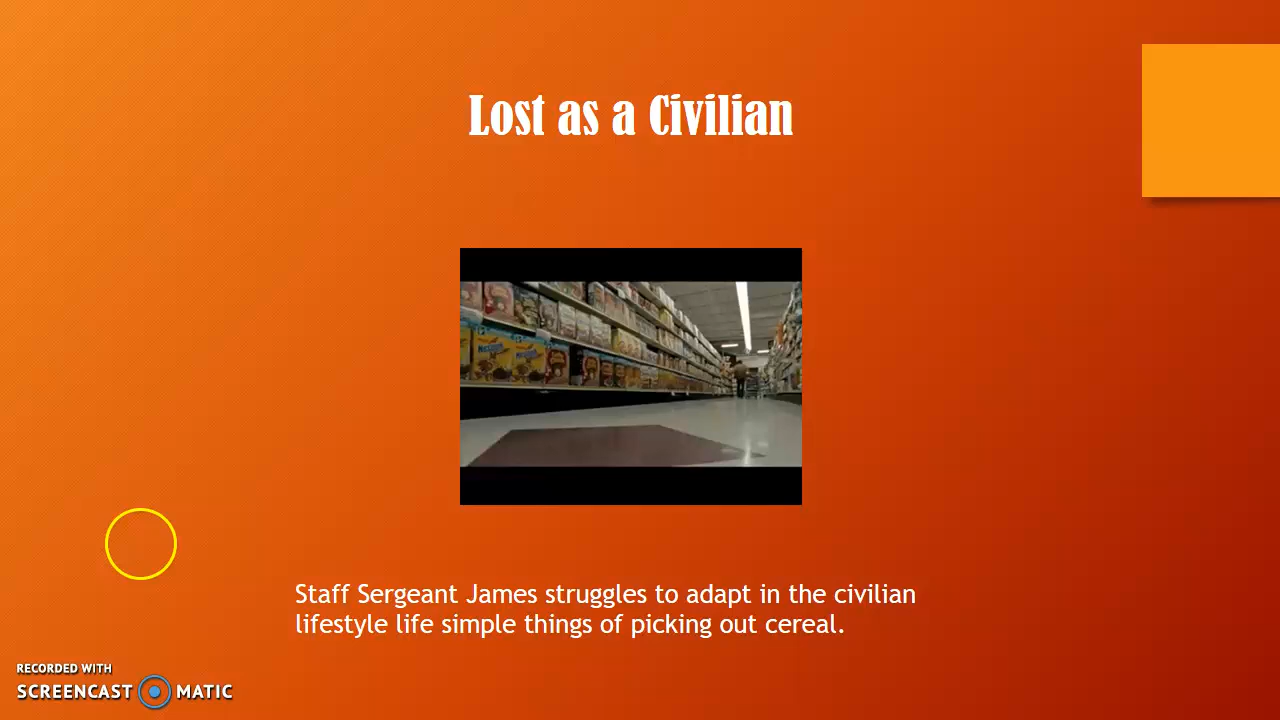 Lost as a Civilian
Staff Sergeant James struggles to adapt in the civilian
lifestyle life simple things of picking out cereal.
RECORDED WITH
SCREENCAST MATIC